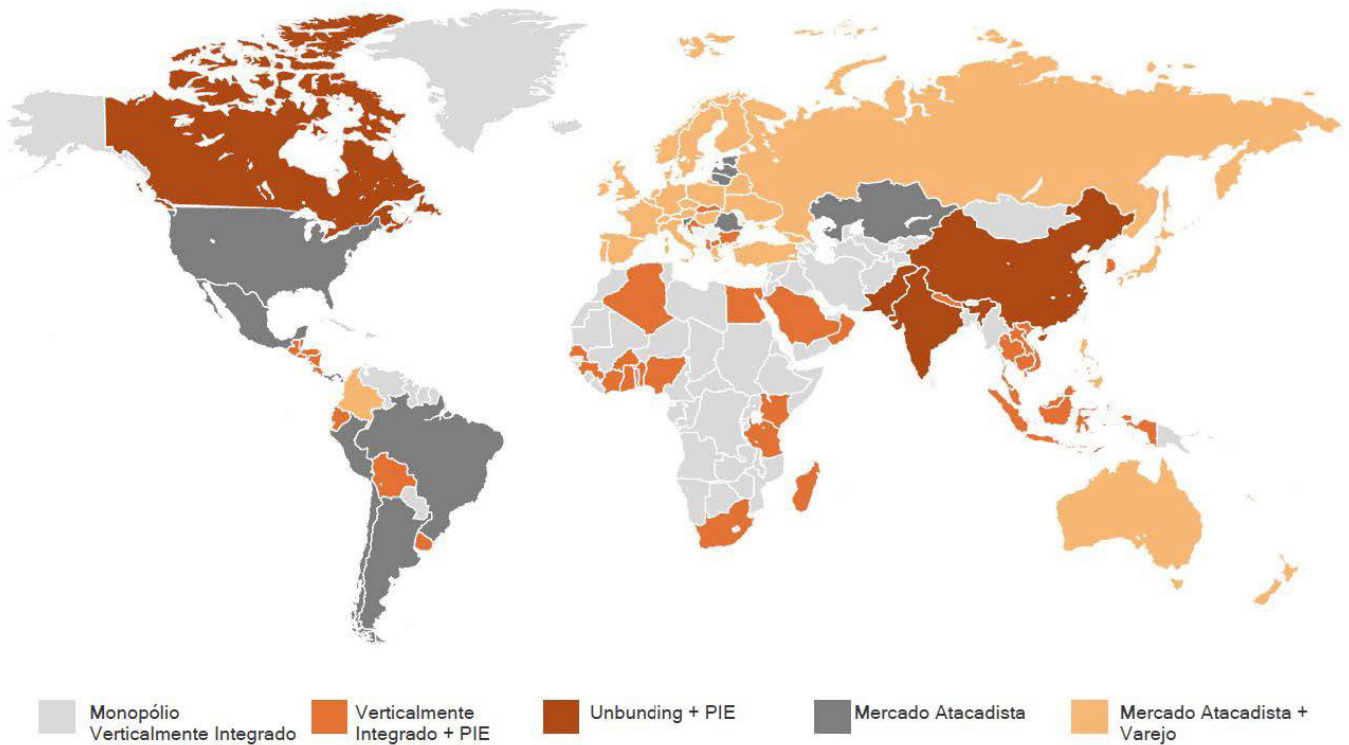 Monopólio
Verticalmente Integrado
Verticalmente
Integrado + PIE
Unbunding + PIE
Mercado Atacadista
Mercado Atacadista +
Varejo